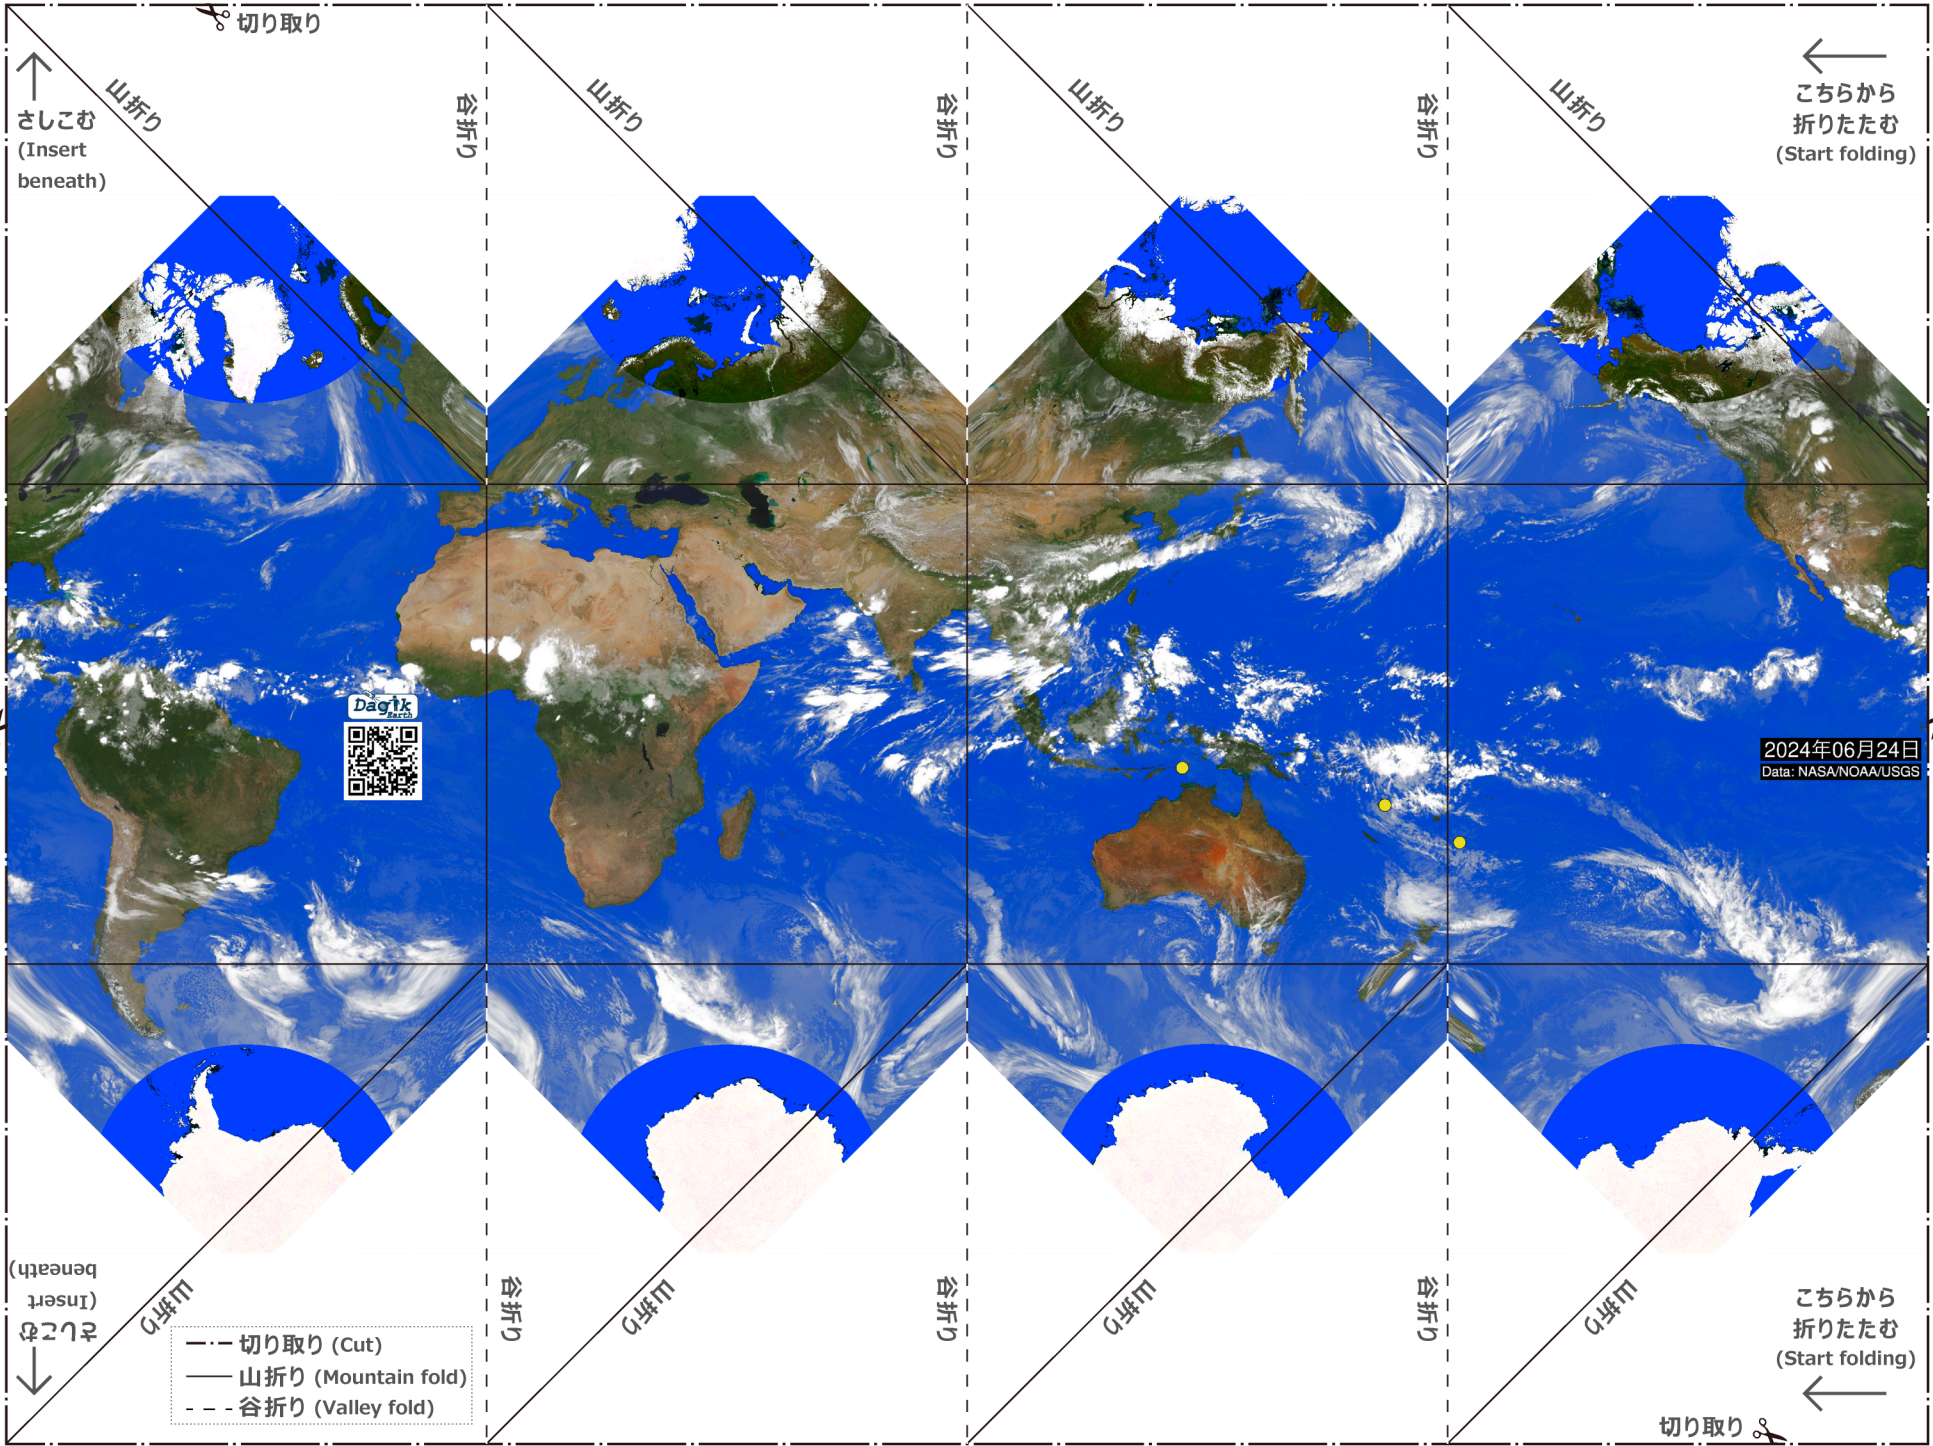 切り取り
山折り
谷折り
山折り
谷折り
山折り
谷折り
山折り
さしこむ
(Insert
beneath)
こちらから
折りたたむ
(Start folding)
Dagik
Earth
2024年06月24日
Data: NASA/NOAA/USGS
さしこむ
(Insert
beneath)
山折り
谷折り
山折り
谷折り
山折り
谷折り
山折り
こちらから
折りたたむ
(Start folding)
切り取り (Cut)
山折り (Mountain fold)
谷折り (Valley fold)
切り取り